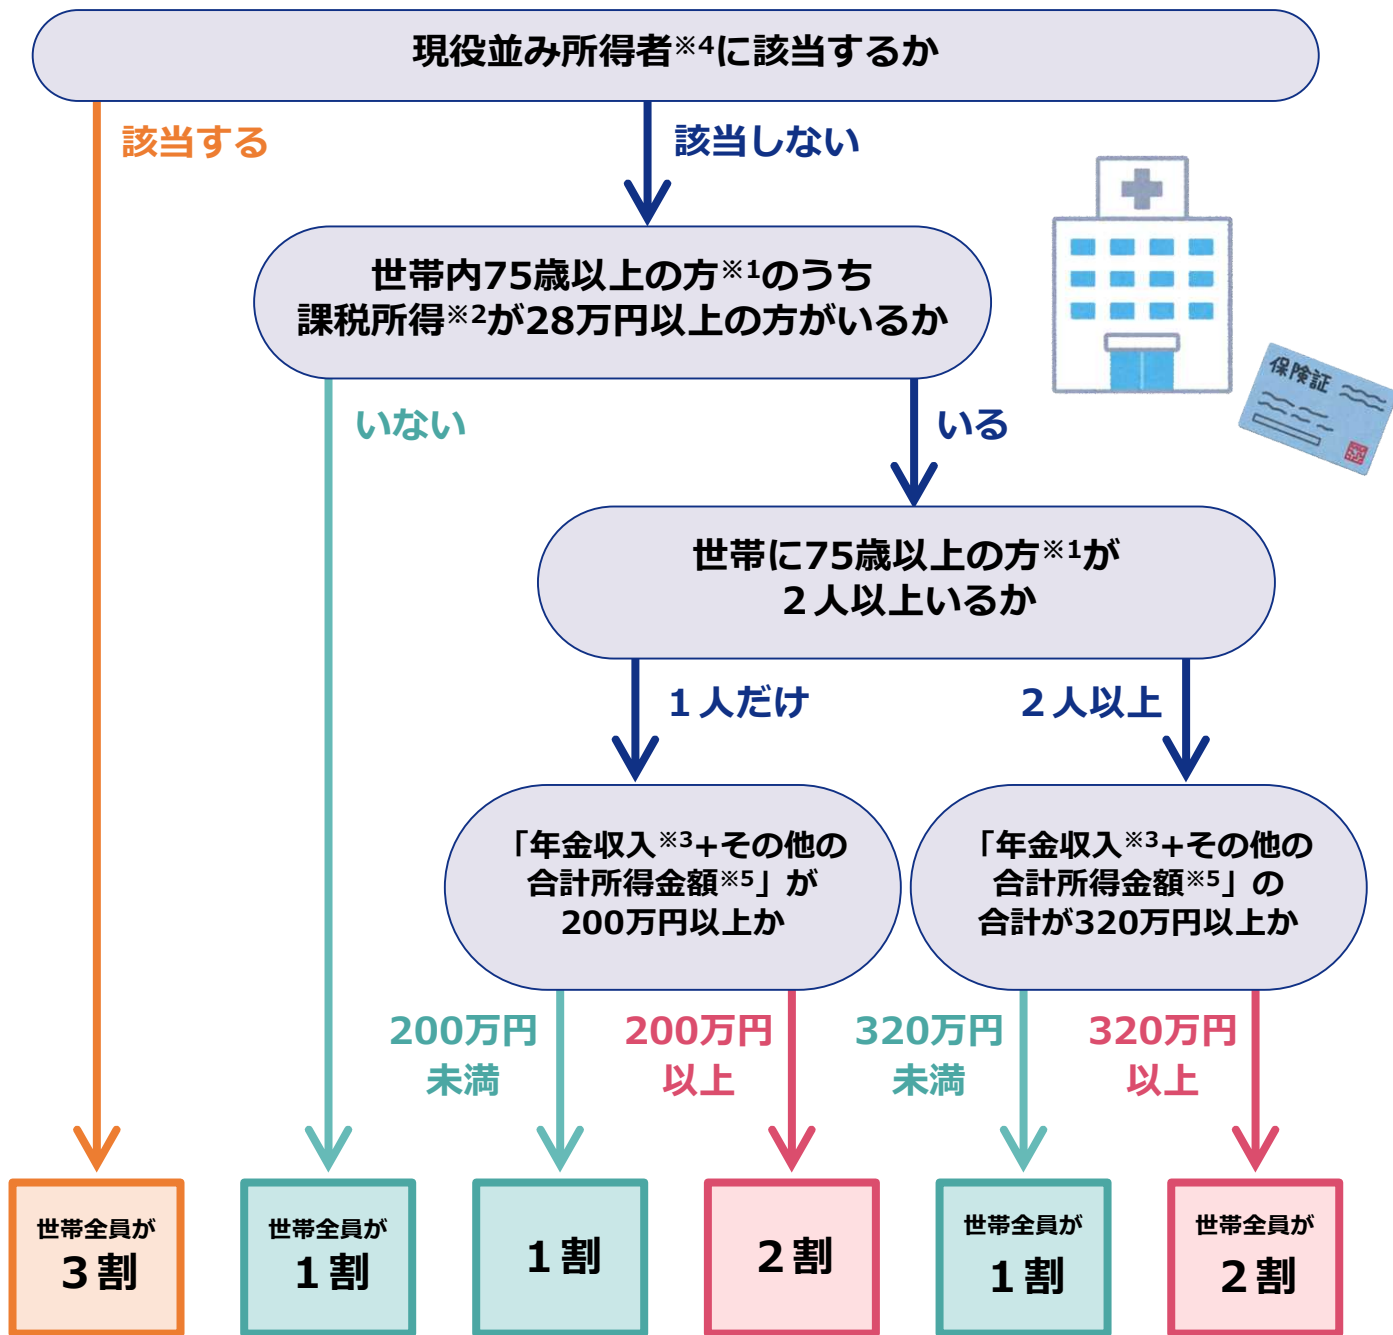 現役並み所得者※4に該当するか
該当する
該当しない
世帯内75歳以上の方※1のうち
課税所得※2が28万円以上の方がいるか
保険証
いない
いる
世帯に75歳以上の方※1が
２人以上いるか
１人だけ
２人以上
「年金収入※3+その他の
合計所得金額※5」が
200万円以上か
「年金収入※3+その他の
合計所得金額※5」の
合計が320万円以上か
200万円
未満
200万円
以上
320万円
未満
320万円
以上
世帯全員が
３割
世帯全員が
１割
１割
２割
世帯全員が
１割
世帯全員が
２割